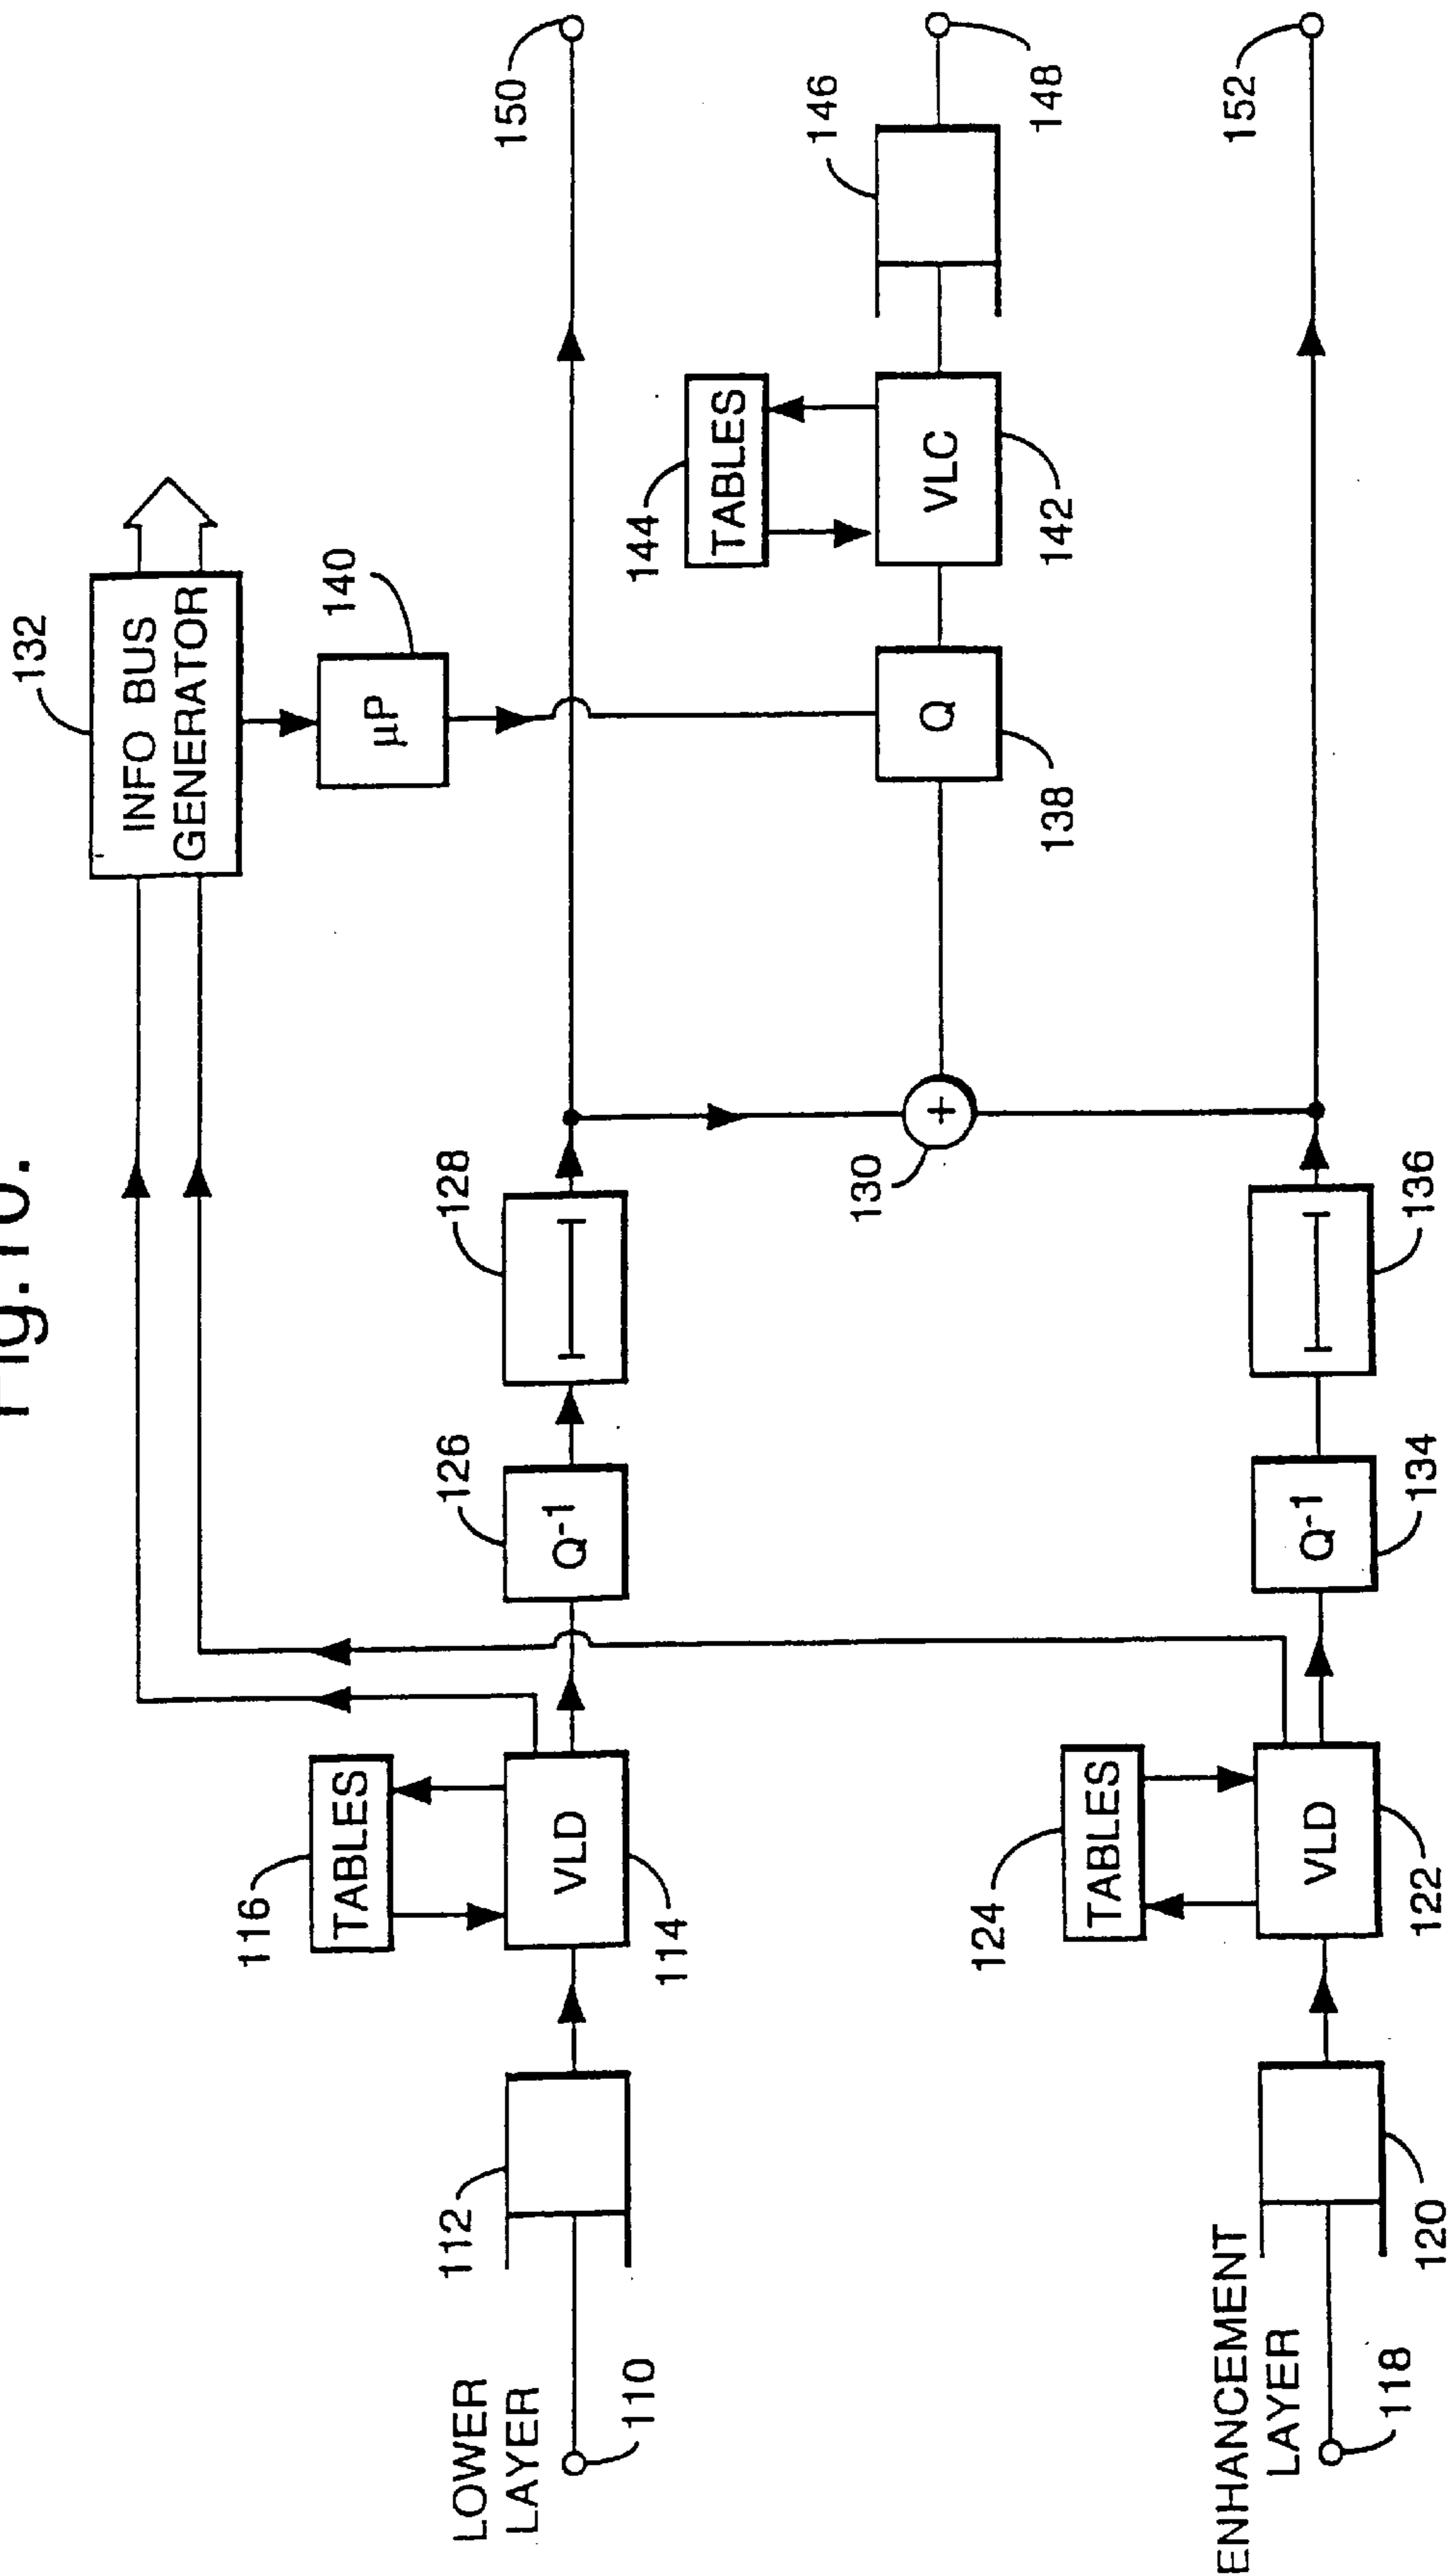 Fig.10.
132
INFO BUS
GENERATOR
140
µP
150
116
TABLES
LOWER
LAYER
110
112
VLD
114
126
Q-1
128
144
TABLES
146
130
+
Q
138
VLC
142
148
124
TABLES
ENHANCEMENT
LAYER
118
120
VLD
122
Q-1
134
136
152